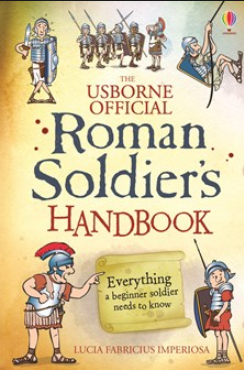 THE
USBORNE
OFFICIAL
Roman
Soldier's
HANDBOOK
Everything
a beginner soldier
needs to know
LUCIA FABRICIUS IMPERIOSA